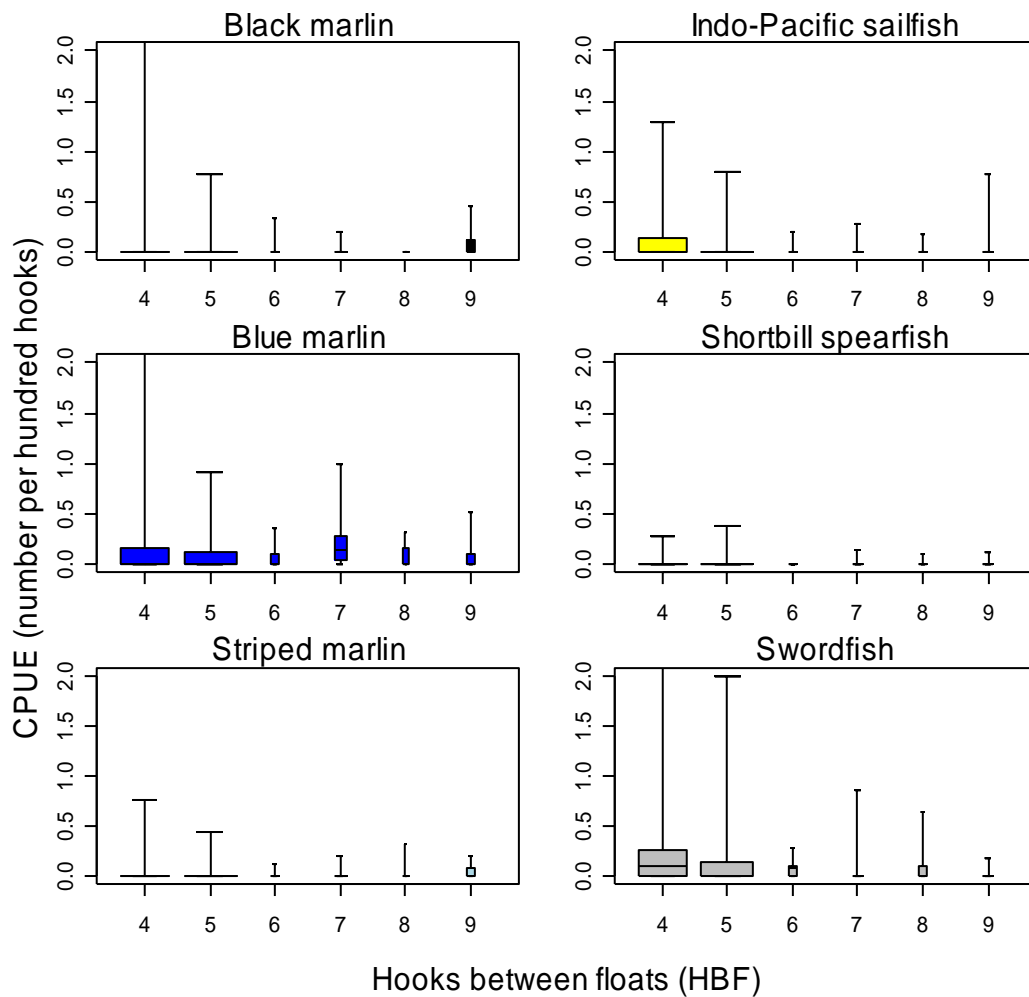 Black marlin
Indo-Pacific sailfish
2.0
1.5
1.0
0.5
0.0
4 5 6 7 8 9
2.0
1.5
1.0
0.5
0.0
4 5 6 7 8 9
Blue marlin
Shortbill spearfish
2.0
1.5
1.0
0.5
0.0
4 5 6 7 8 9
2.0
1.5
1.0
0.5
0.0
4 5 6 7 8 9
Striped marlin
Swordfish
2.0
1.5
1.0
0.5
0.0
4 5 6 7 8 9
2.0
1.5
1.0
0.5
0.0
4 5 6 7 8 9
CPUE (number per hundred hooks)
Hooks between floats (HBF)